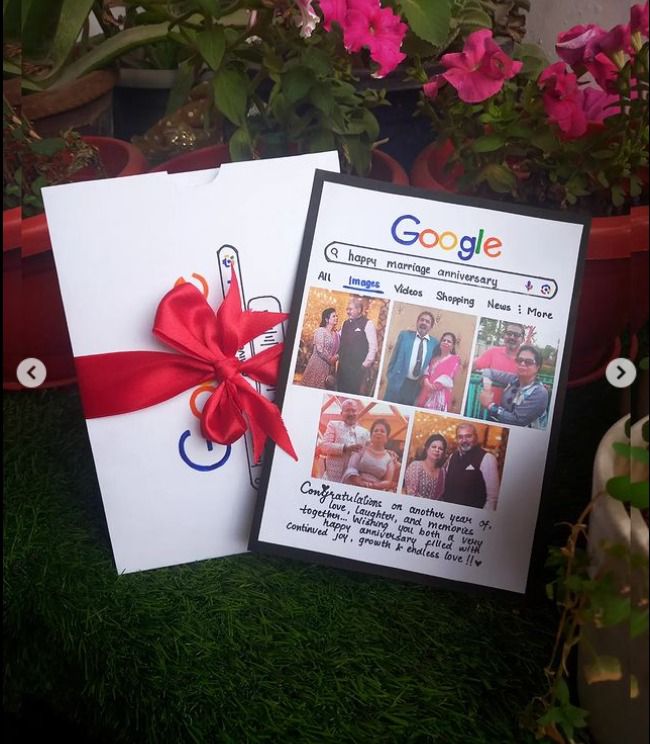 Google
happy marriage anniversary
All Images Videos Shopping News ⋮ More
Congratulations on another year of,
love, laughter, and memories
together... Wishing you both a very
happy anniversary filled with
continued joy, growth & endless love !!♥